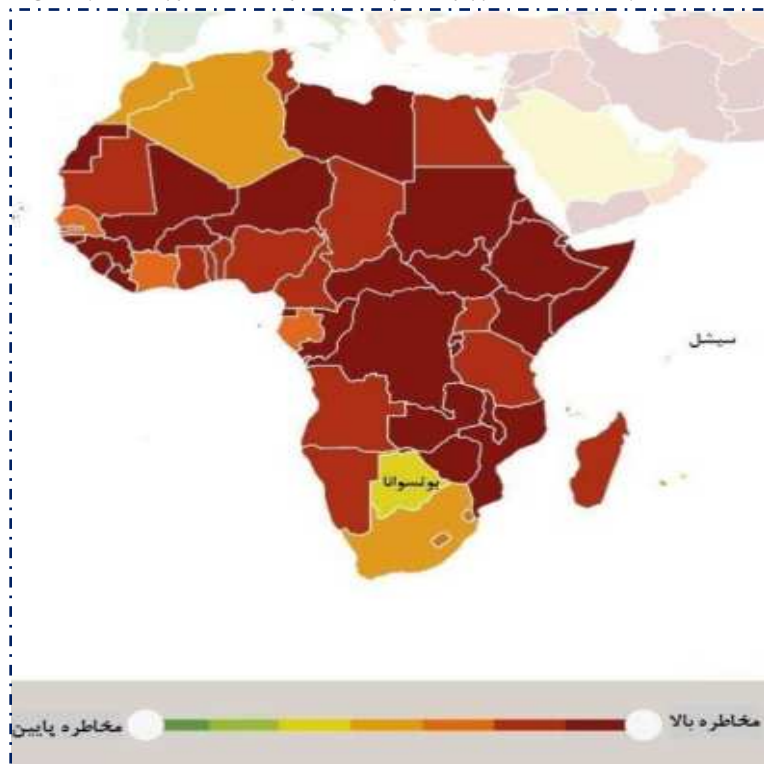 سیشل
بوتسوانا
مخاطره بالا
مخاطره پایین